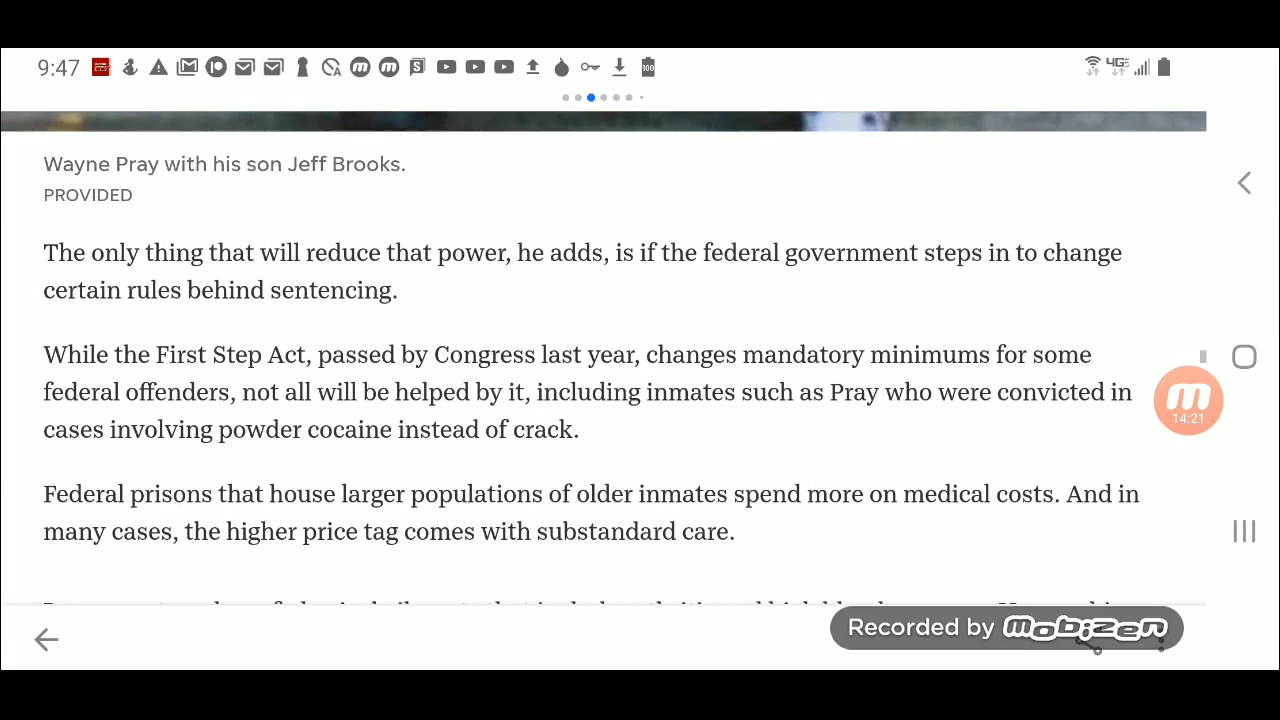 9:47
4G
100
Wayne Pray with his son Jeff Brooks.
PROVIDED
The only thing that will reduce that power, he adds, is if the federal government steps in to change
certain rules behind sentencing.
While the First Step Act, passed by Congress last year, changes mandatory minimums for some
federal offenders, not all will be helped by it, including inmates such as Pray who were convicted in
14:21
cases involving powder cocaine instead of crack.
Federal prisons that house larger populations of older inmates spend more on medical costs. And in
many cases, the higher price tag comes with substandard care.
Recorded by mobizen